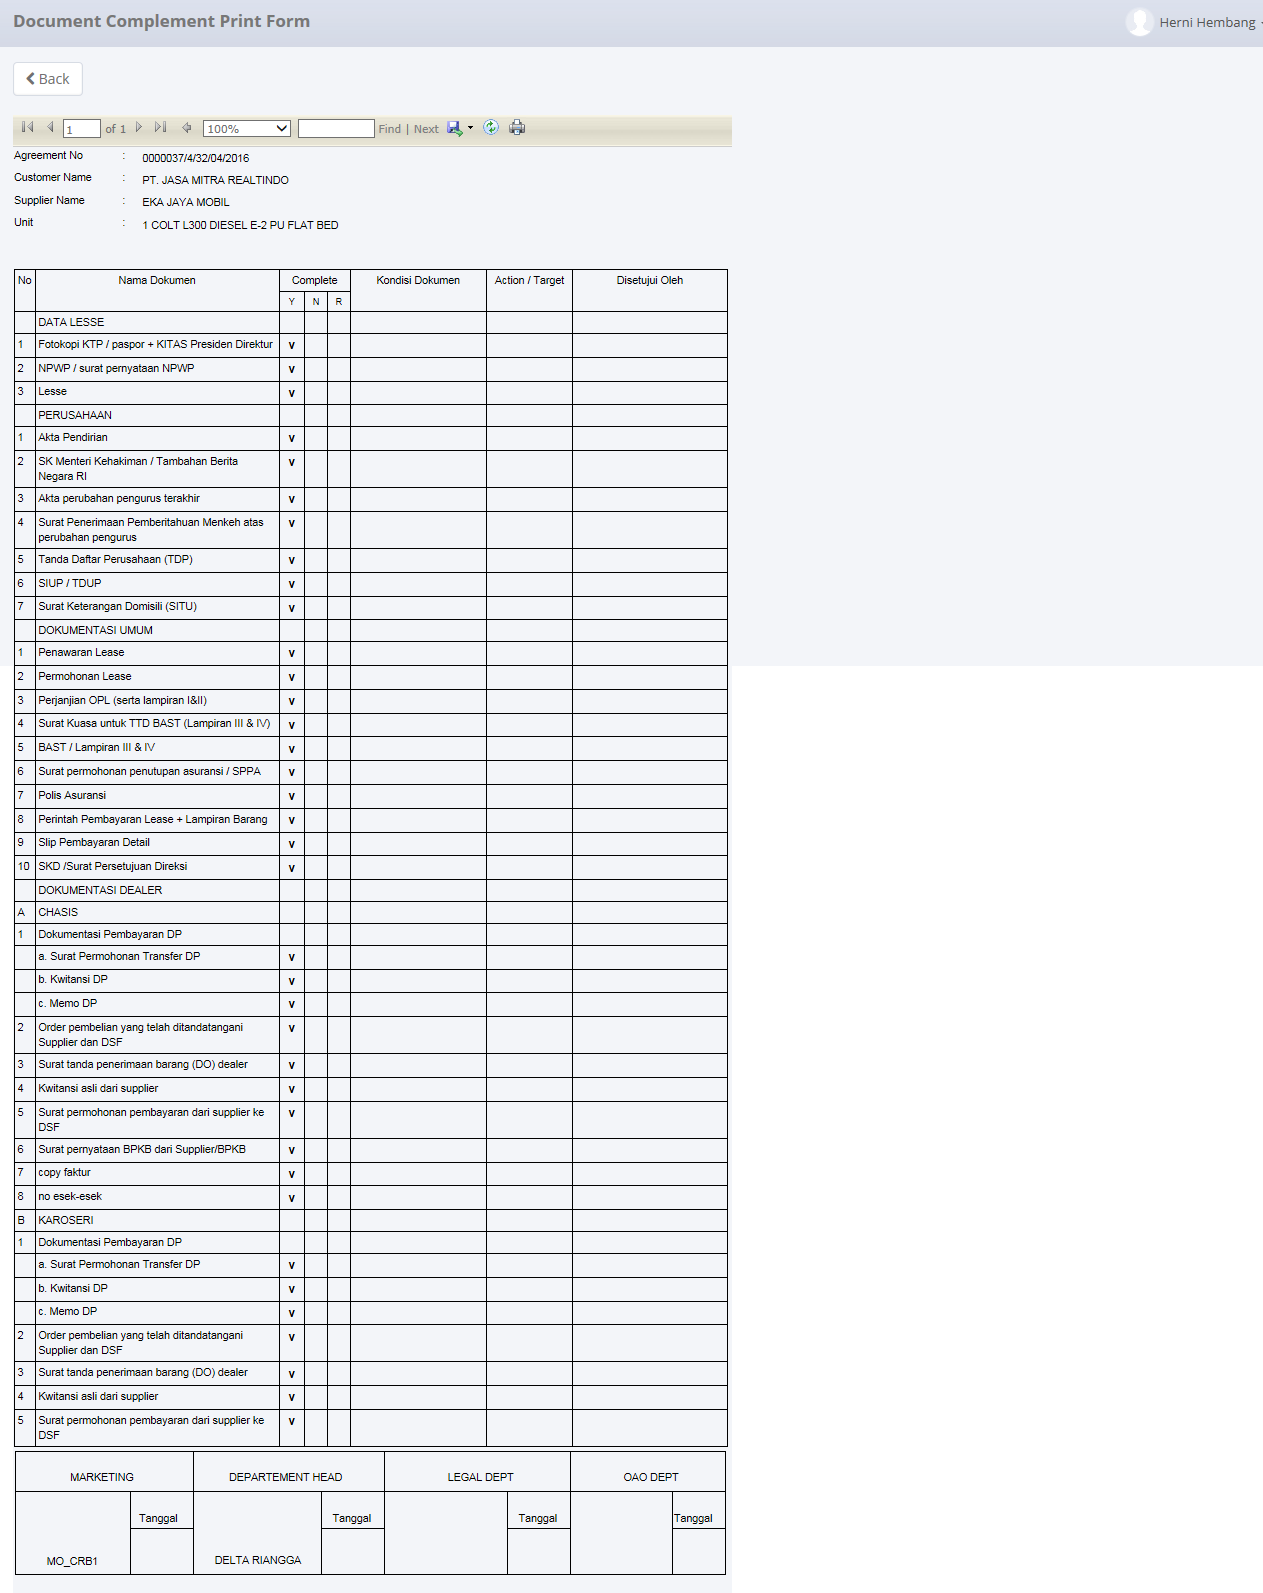 Document Complement Print Form
Herni Hembang
Back
1 of 1 100% Find | Next
Agreement No : 0000037/4/32/04/2016
Customer Name : PT. JASA MITRA REALTINDO
Supplier Name : EKA JAYA MOBIL
Unit : 1 COLT L300 DIESEL E-2 PU FLAT BED
No Nama Dokumen Complete Kondisi Dokumen Action / Target Disetujui Oleh
Y N R
DATA LESSE
1 Fotokopi KTP / paspor + KITAS Presiden Direktur v
2 NPWP / surat pernyataan NPWP v
3 Lesse v
PERUSAHAAN
1 Akta Pendirian v
2 SK Menteri Kehakiman / Tambahan Berita v
Negara RI
3 Akta perubahan pengurus terakhir v
4 Surat Penerimaan Pemberitahuan Menkeh atas v
perubahan pengurus
5 Tanda Daftar Perusahaan (TDP) v
6 SIUP / TDUP v
7 Surat Keterangan Domisili (SITU) v
DOKUMENTASI UMUM
1 Penawaran Lease v
2 Permohonan Lease v
3 Perjanjian OPL (serta lampiran I&II) v
4 Surat Kuasa untuk TTD BAST (Lampiran III & IV) v
5 BAST / Lampiran III & IV v
6 Surat permohonan penutupan asuransi / SPPA v
7 Polis Asuransi v
8 Perintah Pembayaran Lease + Lampiran Barang v
9 Slip Pembayaran Detail v
10 SKD /Surat Persetujuan Direksi v
DOKUMENTASI DEALER
A CHASIS
1 Dokumentasi Pembayaran DP
a. Surat Permohonan Transfer DP v
b. Kwitansi DP v
c. Memo DP v
2 Order pembelian yang telah ditandatangani v
Supplier dan DSF
3 Surat tanda penerimaan barang (DO) dealer v
4 Kwitansi asli dari supplier v
5 Surat permohonan pembayaran dari supplier ke v
DSF
6 Surat pernyataan BPKB dari Supplier/BPKB v
7 copy faktur v
8 no esek-esek v
B KAROSERI
1 Dokumentasi Pembayaran DP
a. Surat Permohonan Transfer DP v
b. Kwitansi DP v
c. Memo DP v
2 Order pembelian yang telah ditandatangani v
Supplier dan DSF
3 Surat tanda penerimaan barang (DO) dealer v
4 Kwitansi asli dari supplier v
5 Surat permohonan pembayaran dari supplier ke v
DSF
MARKETING DEPARTEMENT HEAD LEGAL DEPT OAO DEPT
Tanggal Tanggal Tanggal Tanggal
MO_CRB1 DELTA RIANGGA